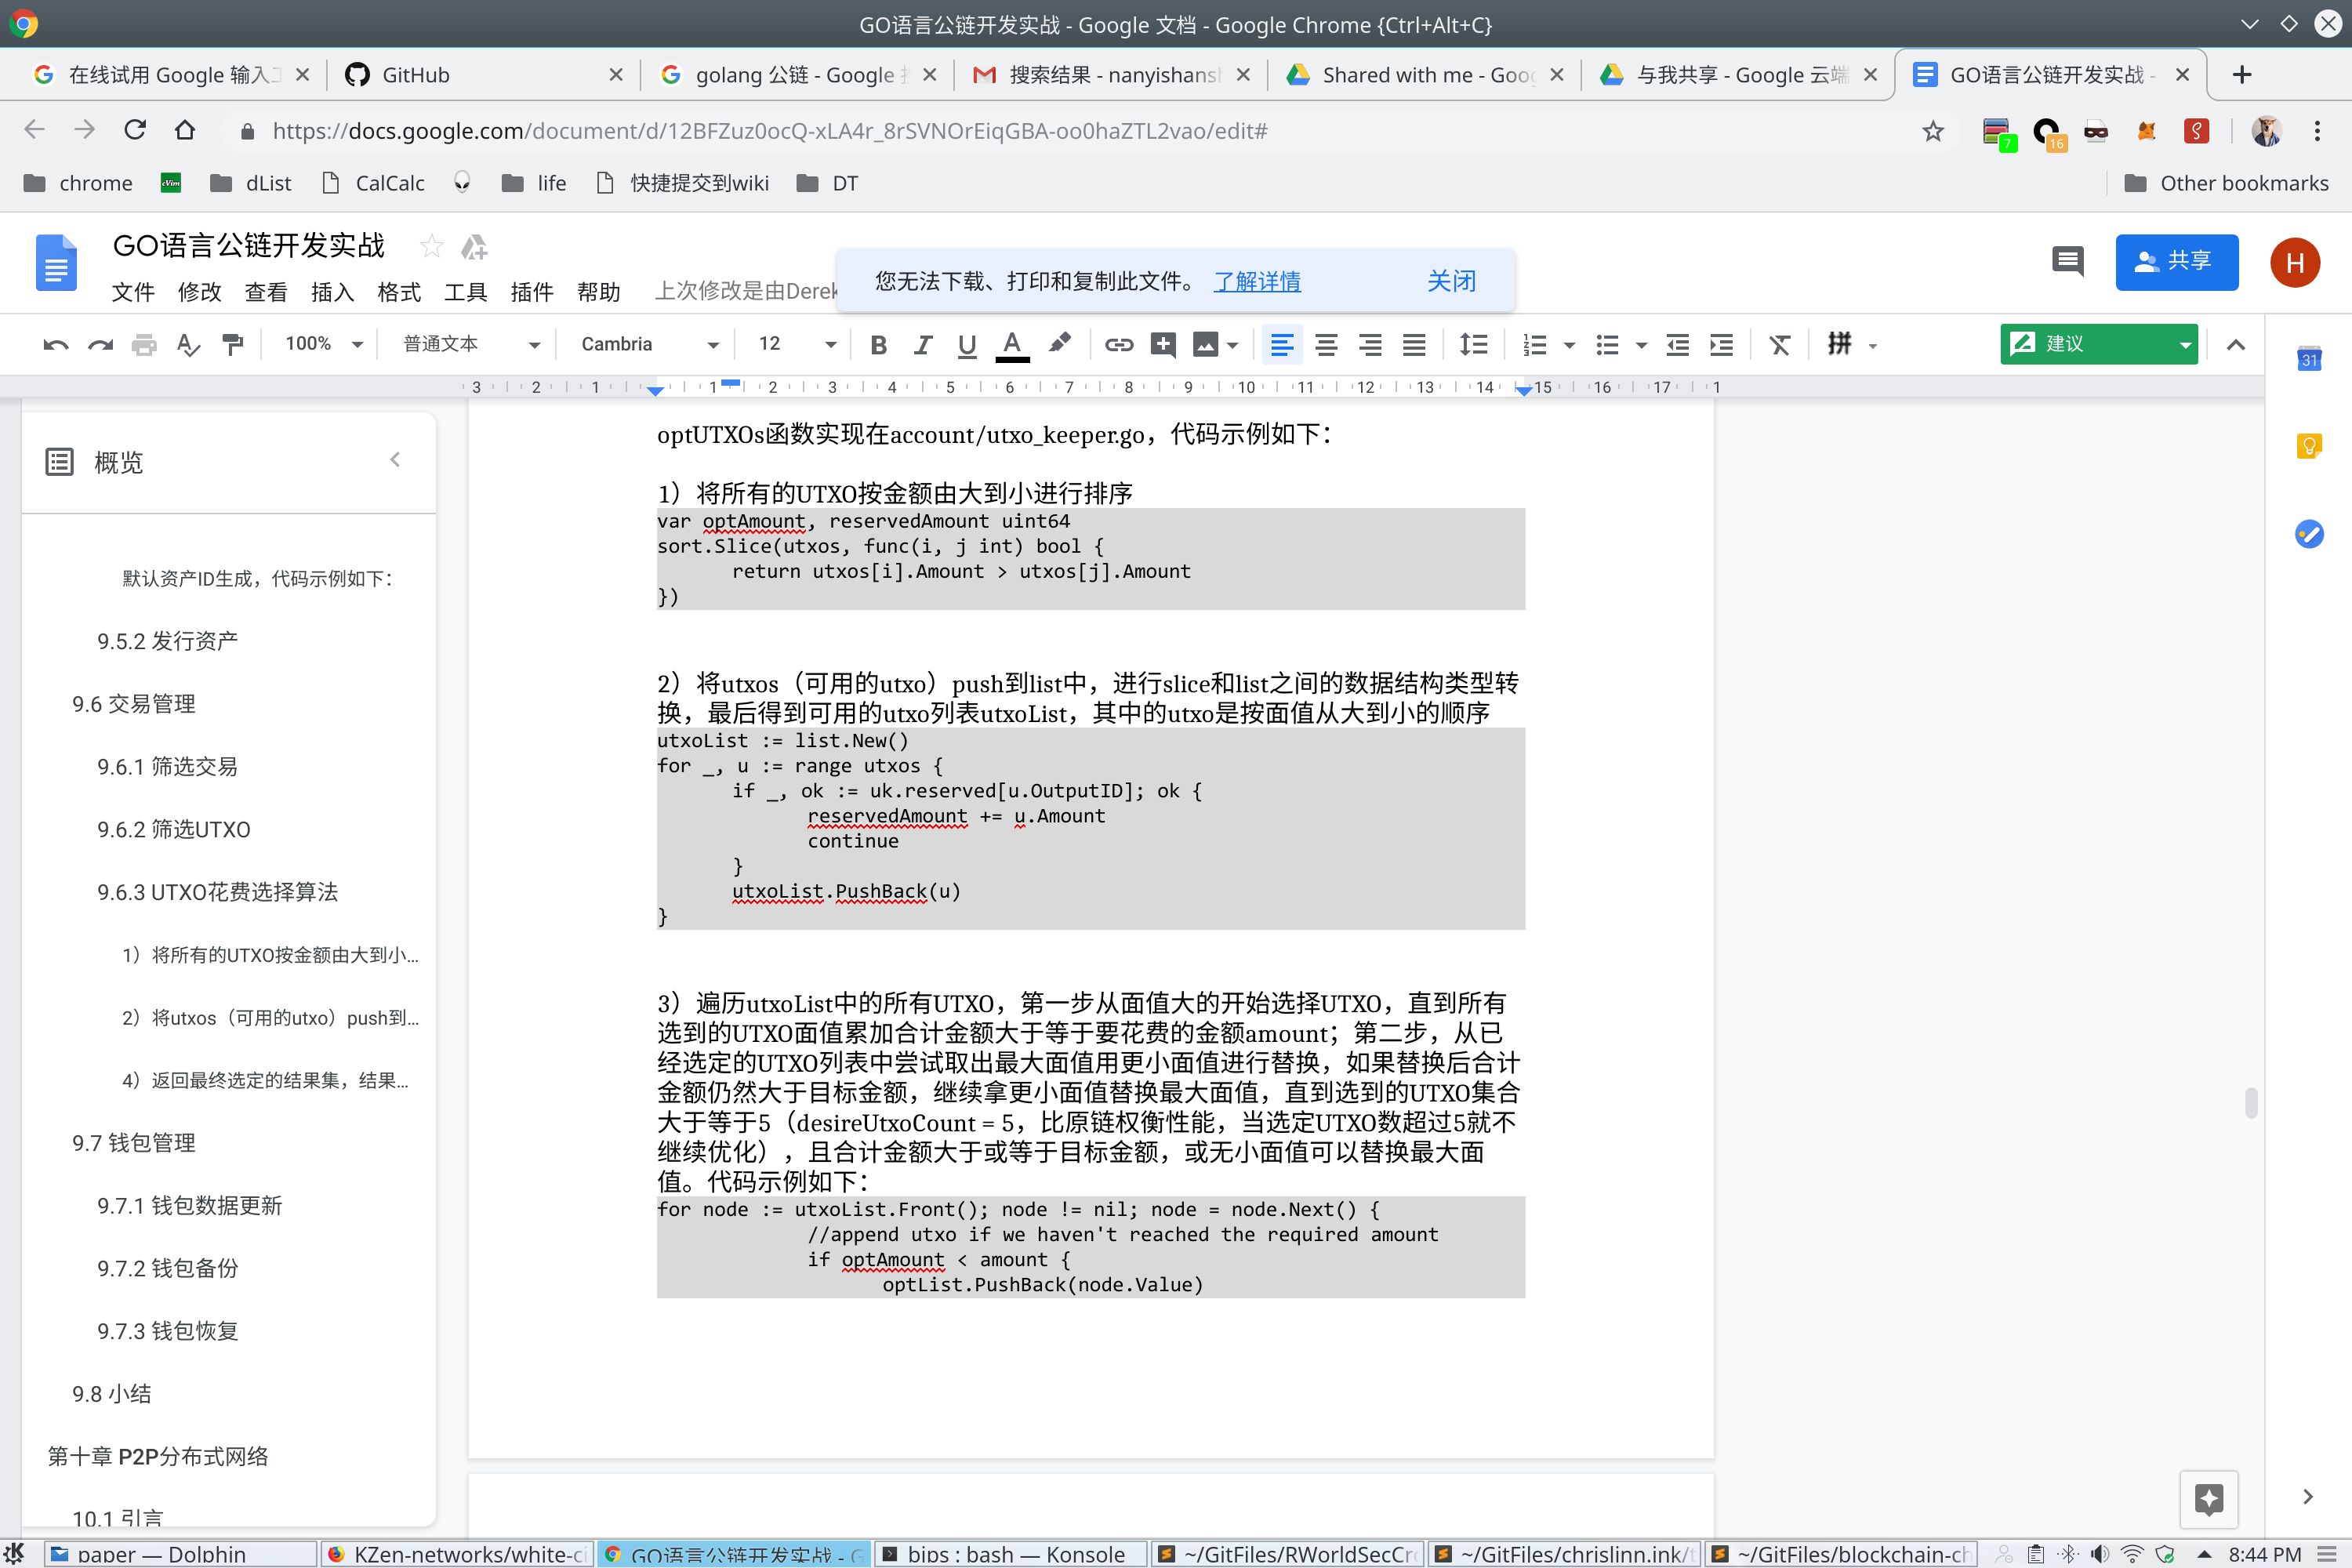 GO语言公链开发实战 - Google 文档 - Google Chrome {Ctrl+Alt+C}
在线试用 Google 输入
GitHub
golang 公链 - Google
搜索结果 - nanyishansh
Shared with me - Goog
与我共享 - Google 云端
GO语言公链开发实战 -
https://docs.google.com/document/d/12BFZuz0ocQ-xLA4r_8rSVNOrEiqGBA-oo0haZTL2vao/edit#
7
16
chrome
cVim
dList
CalCalc
life
快捷提交到wiki
DT
Other bookmarks
GO语言公链开发实战
文件 修改 查看 插入 格式 工具 插件 帮助 上次修改是由Derek
您无法下载、打印和复制此文件。 了解详情 关闭
共享
H
100% 普通文本 Cambria 12 B I U A 拼 建议
31
3 2 1 1 2 3 4 5 6 7 8 9 10 11 12 13 14 15 16 17 1
概览
默认资产ID生成，代码示例如下：
9.5.2 发行资产
9.6 交易管理
9.6.1 筛选交易
9.6.2 筛选UTXO
9.6.3 UTXO花费选择算法
1）将所有的UTXO按金额由大到小...
2）将utxos（可用的utxo）push到...
4）返回最终选定的结果集，结果...
9.7 钱包管理
9.7.1 钱包数据更新
9.7.2 钱包备份
9.7.3 钱包恢复
9.8 小结
第十章 P2P分布式网络
10.1 引言
optUTXOs函数实现在account/utxo_keeper.go，代码示例如下：
1）将所有的UTXO按金额由大到小进行排序
var optAmount, reservedAmount uint64
sort.Slice(utxos, func(i, j int) bool {
return utxos[i].Amount > utxos[j].Amount
})
2）将utxos（可用的utxo）push到list中，进行slice和list之间的数据结构类型转
换，最后得到可用的utxo列表utxoList，其中的utxo是按面值从大到小的顺序
utxoList := list.New()
for _, u := range utxos {
if _, ok := uk.reserved[u.OutputID]; ok {
reservedAmount += u.Amount
continue
}
utxoList.PushBack(u)
}
3）遍历utxoList中的所有UTXO，第一步从面值大的开始选择UTXO，直到所有
选到的UTXO面值累加合计金额大于等于要花费的金额amount；第二步，从已
经选定的UTXO列表中尝试取出最大面值用更小面值进行替换，如果替换后合计
金额仍然大于目标金额，继续拿更小面值替换最大面值，直到选到的UTXO集合
大于等于5（desireUtxoCount = 5，比原链权衡性能，当选定UTXO数超过5就不
继续优化），且合计金额大于或等于目标金额，或无小面值可以替换最大面
值。代码示例如下：
for node := utxoList.Front(); node != nil; node = node.Next() {
//append utxo if we haven't reached the required amount
if optAmount < amount {
optList.PushBack(node.Value)
paper — Dolphin
KZen-networks/white-ci
GO语言公链开发实战 - G
bips : bash — Konsole
~/GitFiles/RWorldSecCr
~/GitFiles/chrislinn.ink/t
~/GitFiles/blockchain-ch
8:44 PM